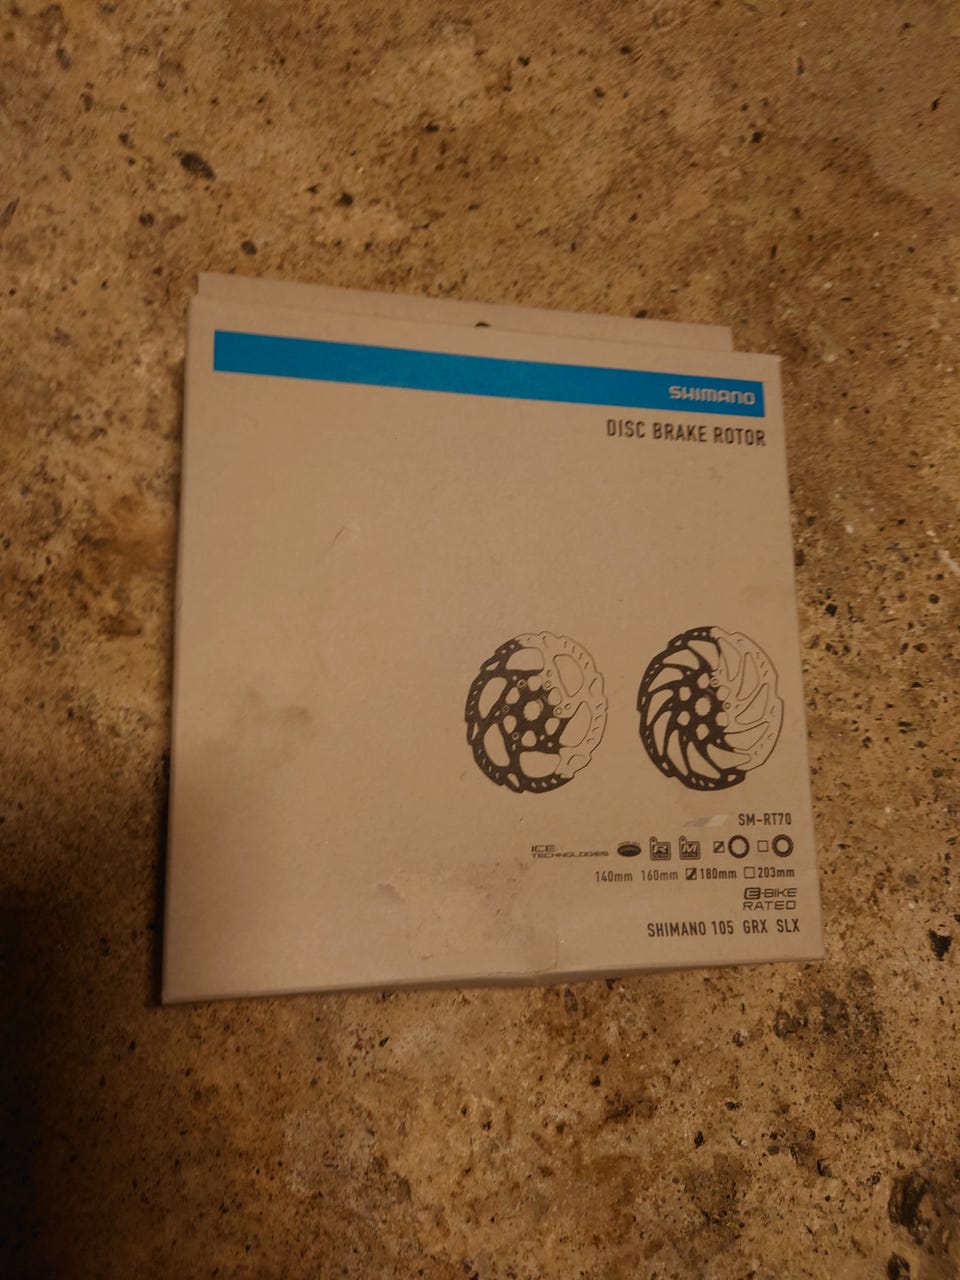 SHIMANO
DISC BRAKE ROTOR
SM-RT70
ICE TECHNOLOGIES R M
140mm 160mm 180mm 203mm
E-BIKE
RATED
SHIMANO 105 GRX SLX